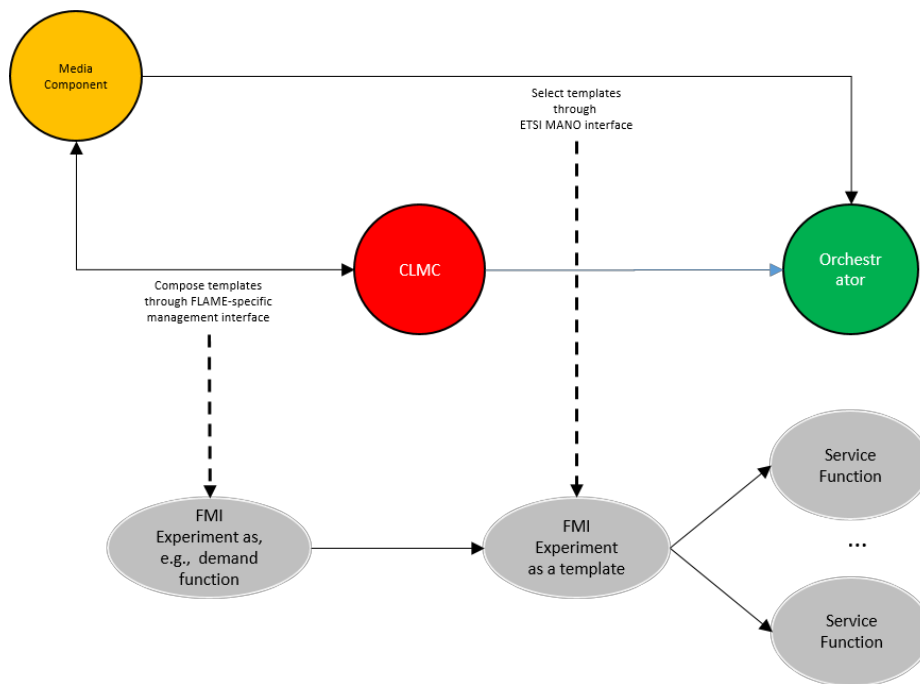 Media
Component
Select templates
through
ETSI MANO interface
CLMC
Orchestr
ator
Compose templates
through FLAME-specific
management interface
Service
Function
FMI
Experiment as,
e.g., demand
function
FMI
Experiment
as a template
...
Service
Function